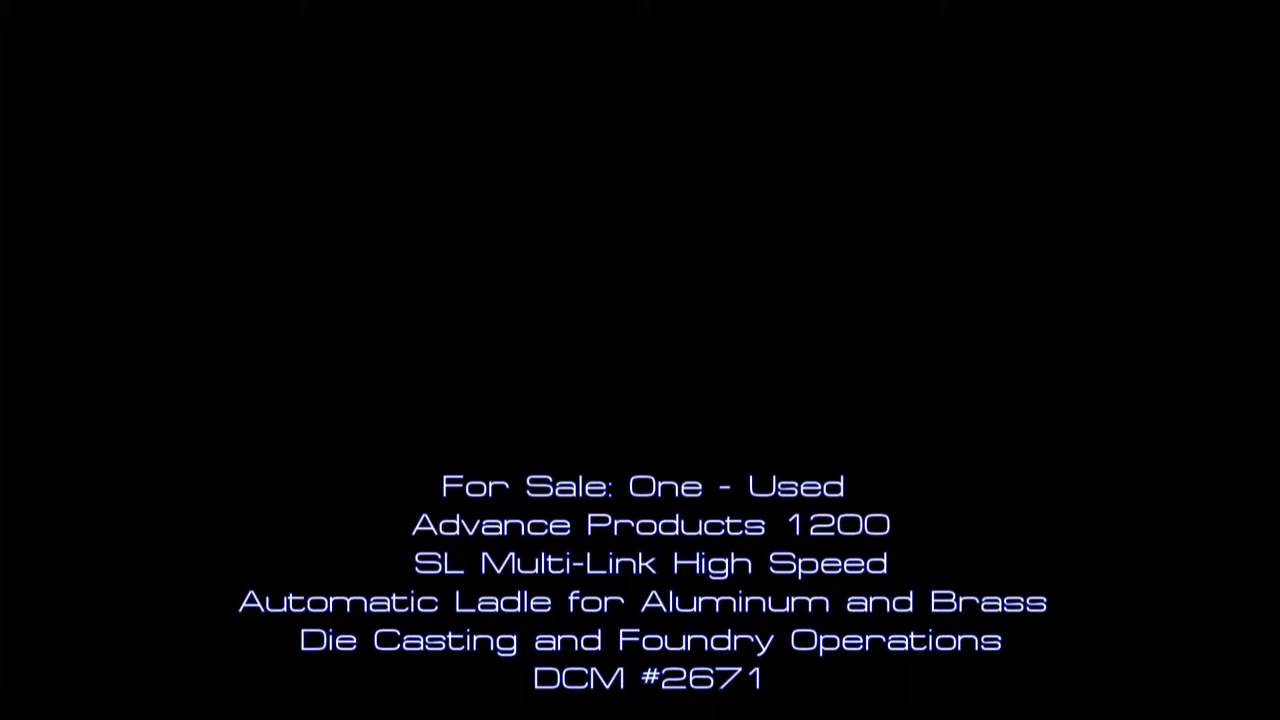 For Sale: One - Used
Advance Products 1200
SL Multi-Link High Speed
Automatic Ladle for Aluminum and Brass
Die Casting and Foundry Operations
DCM #2671